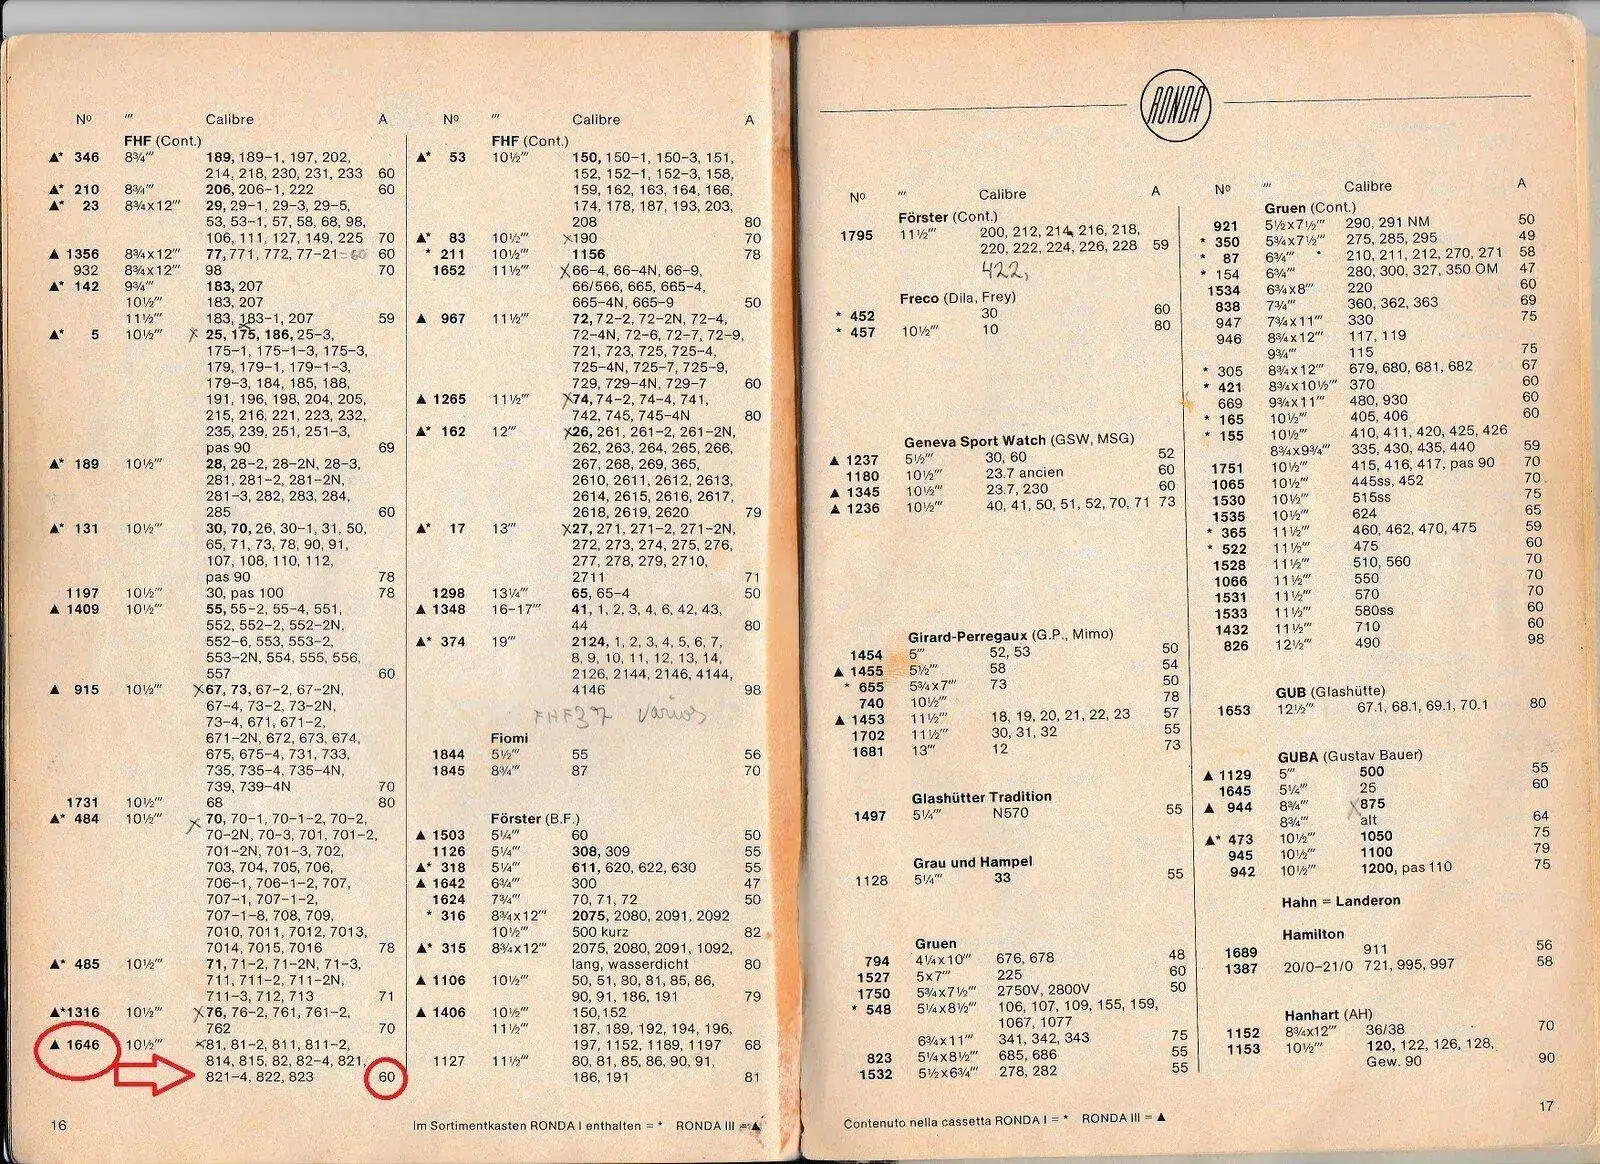 Nº ‴ Calibre A
FHF (Cont.)
▲* 346 8¾‴ 189, 189-1, 197, 202,
214, 218, 230, 231, 233 60
▲* 210 8¾‴ 206, 206-1, 222 60
▲* 23 8¾x12‴ 29, 29-1, 29-3, 29-5,
53, 53-1, 57, 58, 68, 98,
106, 111, 127, 149, 225 70
▲ 1356 8¾x12‴ 77, 771, 772, 77-21=60 60
932 8¾x12‴ 98 70
▲* 142 9¾‴ 183, 207
10½‴ 183, 207
11½‴ 183, 183-1, 207 59
▲* 5 10½‴ x 25, 175, 186, 25-3,
175-1, 175-1-3, 175-3,
179, 179-1, 179-1-3,
179-3, 184, 185, 188,
191, 196, 198, 204, 205,
215, 216, 221, 223, 232,
235, 239, 251, 251-3,
pas 90 69
▲* 189 10½‴ 28, 28-2, 28-2N, 28-3,
281, 281-2, 281-2N,
281-3, 282, 283, 284,
285 60
▲* 131 10½‴ 30, 70, 26, 30-1, 31, 50,
65, 71, 73, 78, 90, 91,
107, 108, 110, 112,
pas 90 78
1197 10½‴ 30, pas 100 78
▲ 1409 10½‴ 55, 55-2, 55-4, 551,
552, 552-2, 552-2N,
552-6, 553, 553-2,
553-2N, 554, 555, 556,
557 60
▲ 915 10½‴ x 67, 73, 67-2, 67-2N,
67-4, 73-2, 73-2N,
73-4, 671, 671-2,
671-2N, 672, 673, 674,
675, 675-4, 731, 733,
735, 735-4, 735-4N,
739, 739-4N 70
1731 10½‴ 68 80
▲* 484 10½‴ x 70, 70-1, 70-1-2, 70-2,
70-2N, 70-3, 701, 701-2,
701-2N, 701-3, 702,
703, 704, 705, 706,
706-1, 706-1-2, 707,
707-1, 707-1-2,
707-1-8, 708, 709,
7010, 7011, 7012, 7013,
7014, 7015, 7016 78
▲* 485 10½‴ 71, 71-2, 71-2N, 71-3,
711, 711-2, 711-2N,
711-3, 712, 713 71
▲* 1316 10½‴ x 76, 76-2, 761, 761-2,
762 70
▲ 1646 10½‴ x 81, 81-2, 811, 811-2,
814, 815, 82, 82-4, 821,
821-4, 822, 823 60
16
Nº ‴ Calibre A
FHF (Cont.)
▲* 53 10½‴ 150, 150-1, 150-3, 151,
152, 152-1, 152-3, 158,
159, 162, 163, 164, 166,
174, 178, 187, 193, 203,
208 80
▲* 83 10½‴ x 190 70
* 211 10½‴ 1156 78
1652 11½‴ x 66-4, 66-4N, 66-9,
66/566, 665, 665-4,
665-4N, 665-9 50
▲ 967 11½‴ 72, 72-2, 72-2N, 72-4,
72-4N, 72-6, 72-7, 72-9,
721, 723, 725, 725-4,
725-4N, 725-7, 725-9,
729, 729-4N, 729-7 60
▲ 1265 11½‴ x 74, 74-2, 74-4, 741,
742, 745, 745-4N 80
▲* 162 12‴ x 26, 261, 261-2, 261-2N,
262, 263, 264, 265, 266,
267, 268, 269, 365,
2610, 2611, 2612, 2613,
2614, 2615, 2616, 2617,
2618, 2619, 2620 79
▲* 17 13‴ x 27, 271, 271-2, 271-2N,
272, 273, 274, 275, 276,
277, 278, 279, 2710,
2711 71
1298 13¼‴ 65, 65-4 50
▲ 1348 16-17‴ 41, 1, 2, 3, 4, 6, 42, 43,
44 80
▲* 374 19‴ 2124, 1, 2, 3, 4, 5, 6, 7,
8, 9, 10, 11, 12, 13, 14,
2126, 2144, 2146, 4144,
4146 98
FHF37 varios
Fiomi
1844 5½‴ 55 56
1845 8¾‴ 87 70
Förster (B.F.)
▲ 1503 5¼‴ 60 50
1126 5¼‴ 308, 309 55
▲* 318 5¼‴ 611, 620, 622, 630 55
▲ 1642 6¾‴ 300 47
1624 7¾‴ 70, 71, 72 50
* 316 8¾x12‴ 2075, 2080, 2091, 2092
10½‴ 500 kurz 82
▲* 315 8¾x12‴ 2075, 2080, 2091, 1092,
lang, wasserdicht 80
▲ 1106 10½‴ 50, 51, 80, 81, 85, 86,
90, 91, 186, 191 79
▲ 1406 10½‴ 150, 152
11½‴ 187, 189, 192, 194, 196,
197, 1152, 1189, 1197 68
1127 11½‴ 80, 81, 85, 86, 90, 91,
186, 191 81
Im Sortimentkasten RONDA I enthalten = * RONDA III = ▲
RONDA
Nº ‴ Calibre A
Förster (Cont.)
1795 11½‴ 200, 212, 214, 216, 218,
220, 222, 224, 226, 228 59
422,
Freco (Dila, Frey)
* 452 30 60
* 457 10½‴ 10 80
Geneva Sport Watch (GSW, MSG)
▲ 1237 5½‴ 30, 60 52
1180 10½‴ 23.7 ancien 60
▲ 1345 10½‴ 23.7, 230 60
▲ 1236 10½‴ 40, 41, 50, 51, 52, 70, 71 73
Girard-Perregaux (G.P., Mimo)
1454 5‴ 52, 53 50
▲ 1455 5½‴ 58 54
* 655 5¾x7‴ 73 50
740 10½‴ 78
▲ 1453 11½‴ 18, 19, 20, 21, 22, 23 57
1702 11½‴ 30, 31, 32 55
1681 13‴ 12 73
Glashütter Tradition
1497 5¼‴ N570 55
Grau und Hampel
1128 5¼‴ 33 55
Gruen
794 4¼x10‴ 676, 678 48
1527 5x7‴ 225 60
1750 5¾x7½‴ 2750V, 2800V 50
* 548 5¼x8½‴ 106, 107, 109, 155, 159,
1067, 1077
6¾x11‴ 341, 342, 343 75
823 5¼x8½‴ 685, 686 55
1532 5½x6¾‴ 278, 282 55
Contenuto nella cassetta RONDA I = * RONDA III = ▲
Nº ‴ Calibre A
Gruen (Cont.)
921 5½x7½‴ 290, 291 NM 50
* 350 5¾x7½‴ 275, 285, 295 49
* 87 6¾‴ 210, 211, 212, 270, 271 58
* 154 6¾‴ 280, 300, 327, 350 OM 47
1534 6¾x8‴ 220 60
838 7¾‴ 360, 362, 363 69
947 7¾x11‴ 330 75
946 8¾x12‴ 117, 119
9¾‴ 115 75
* 305 8¾x12‴ 679, 680, 681, 682 67
* 421 8¾x10½‴ 370 60
669 9¾x11‴ 480, 930 60
* 165 10½‴ 405, 406 60
* 155 10½‴ 410, 411, 420, 425, 426
8¾x9¾‴ 335, 430, 435, 440 59
1751 10½‴ 415, 416, 417, pas 90 70
1065 10½‴ 445ss, 452 70
1530 10½‴ 515ss 75
1535 10½‴ 624 65
* 365 11½‴ 460, 462, 470, 475 59
* 522 11½‴ 475 60
1528 11½‴ 510, 560 70
1066 11½‴ 550 70
1531 11½‴ 570 70
1533 11½‴ 580ss 60
1432 11½‴ 710 60
826 12½‴ 490 98
GUB (Glashütte)
1653 12½‴ 67.1, 68.1, 69.1, 70.1 80
GUBA (Gustav Bauer)
▲ 1129 5‴ 500 55
1645 5¼‴ 25 60
▲ 944 8¾‴ x 875
8¾‴ alt 64
▲* 473 10½‴ 1050 75
945 10½‴ 1100 79
942 10½‴ 1200, pas 110 75
Hahn = Landeron
Hamilton
1689 911 56
1387 20/0-21/0 721, 995, 997 58
Hanhart (AH)
1152 8¾x12‴ 36/38 70
1153 10½‴ 120, 122, 126, 128,
Gew. 90 90
17